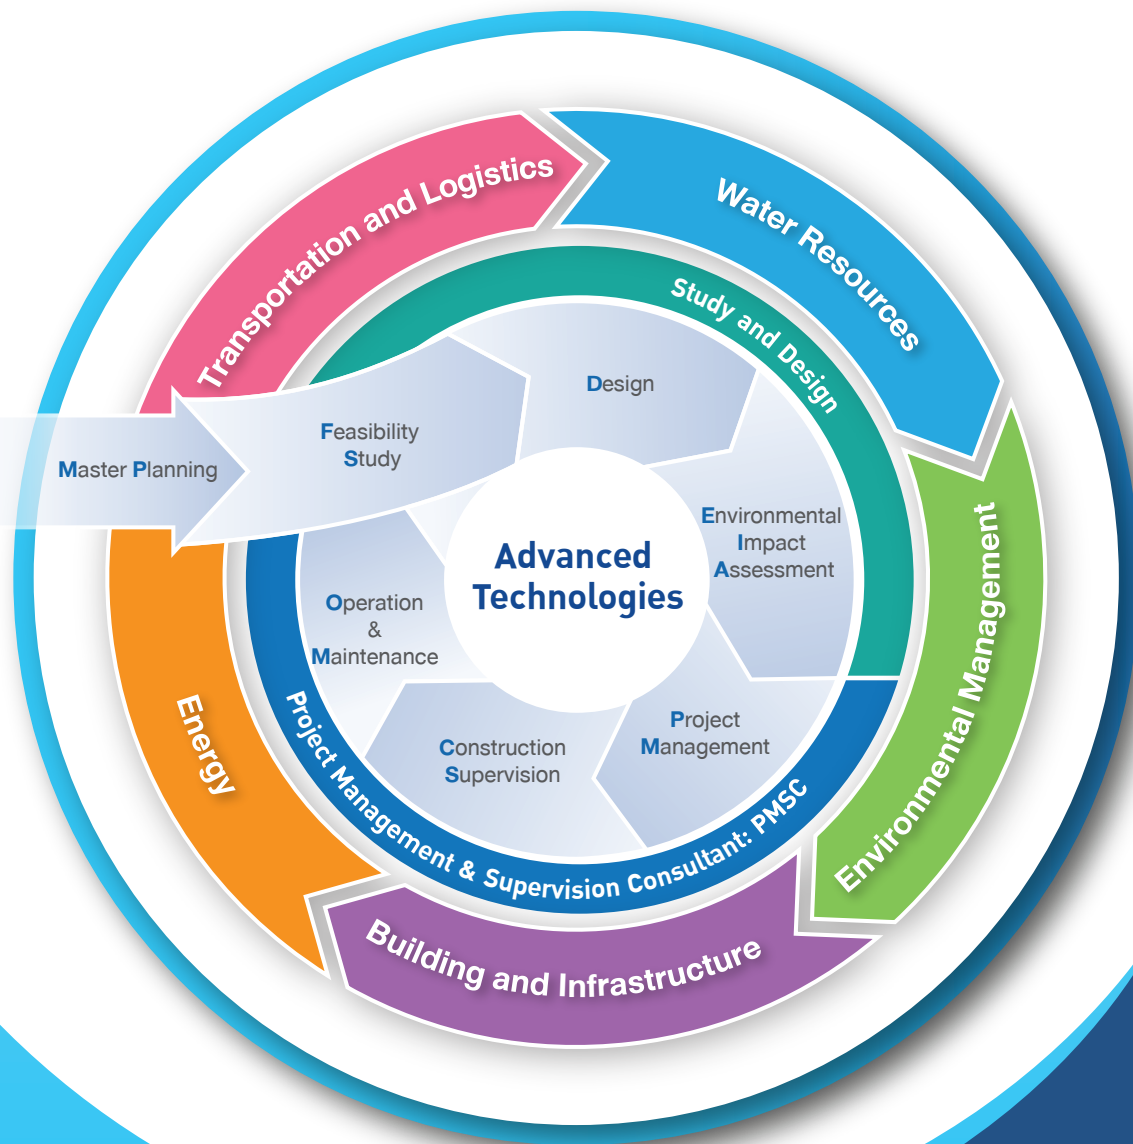 Transportation and Logistics
Water Resources
Environmental Management
Building and Infrastructure
Energy
Study and Design
Project Management & Supervision Consultant: PMSC
Master Planning
Feasibility
Study
Design
Environmental
Impact
Assessment
Project
Management
Construction
Supervision
Operation
&
Maintenance
Advanced
Technologies